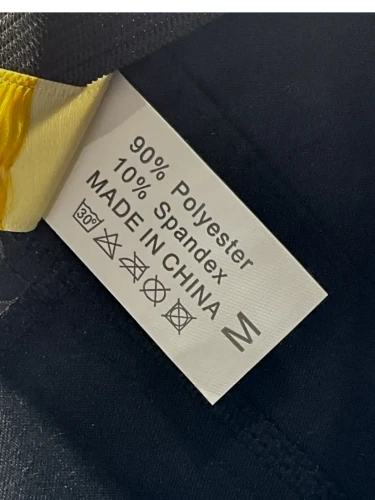 90% Polyester
10% Spandex
MADE IN CHINA
30°
M